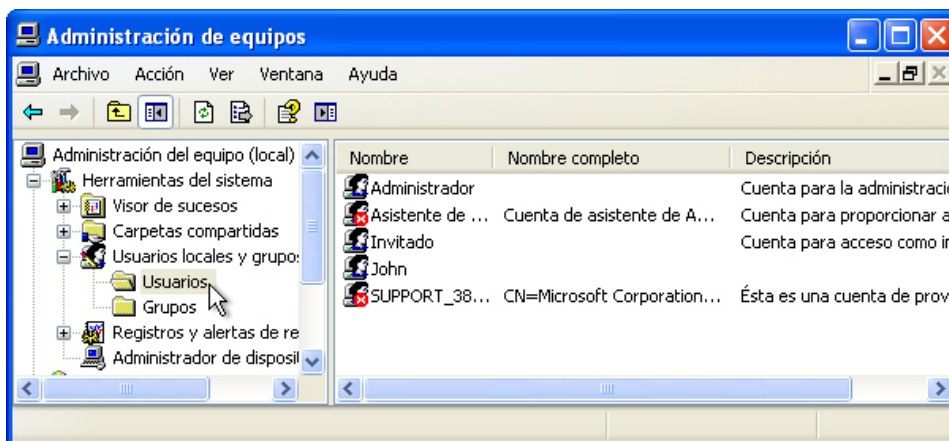 Administración de equipos
Archivo Acción Ver Ventana Ayuda
Administración del equipo (local)
Herramientas del sistema
Visor de sucesos
Carpetas compartidas
Usuarios locales y grupo
Usuarios
Grupos
Registros y alertas de re
Administrador de disposit
Nombre Nombre completo Descripción
Administrador Cuenta para la administraci
Asistente de ... Cuenta de asistente de A... Cuenta para proporcionar a
Invitado Cuenta para acceso como in
John
SUPPORT_38... CN=Microsoft Corporation... Ésta es una cuenta de prov